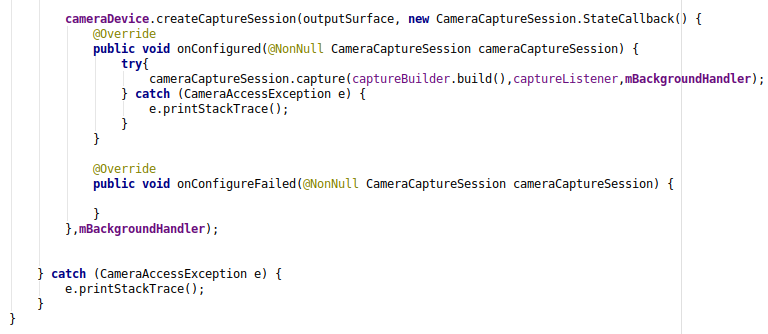 cameraDevice.createCaptureSession(outputSurface, new CameraCaptureSession.StateCallback() {
@Override
public void onConfigured(@NonNull CameraCaptureSession cameraCaptureSession) {
try{
cameraCaptureSession.capture(captureBuilder.build(),captureListener,mBackgroundHandler);
} catch (CameraAccessException e) {
e.printStackTrace();
}
}
@Override
public void onConfigureFailed(@NonNull CameraCaptureSession cameraCaptureSession) {
}
},mBackgroundHandler);
} catch (CameraAccessException e) {
e.printStackTrace();
}
}